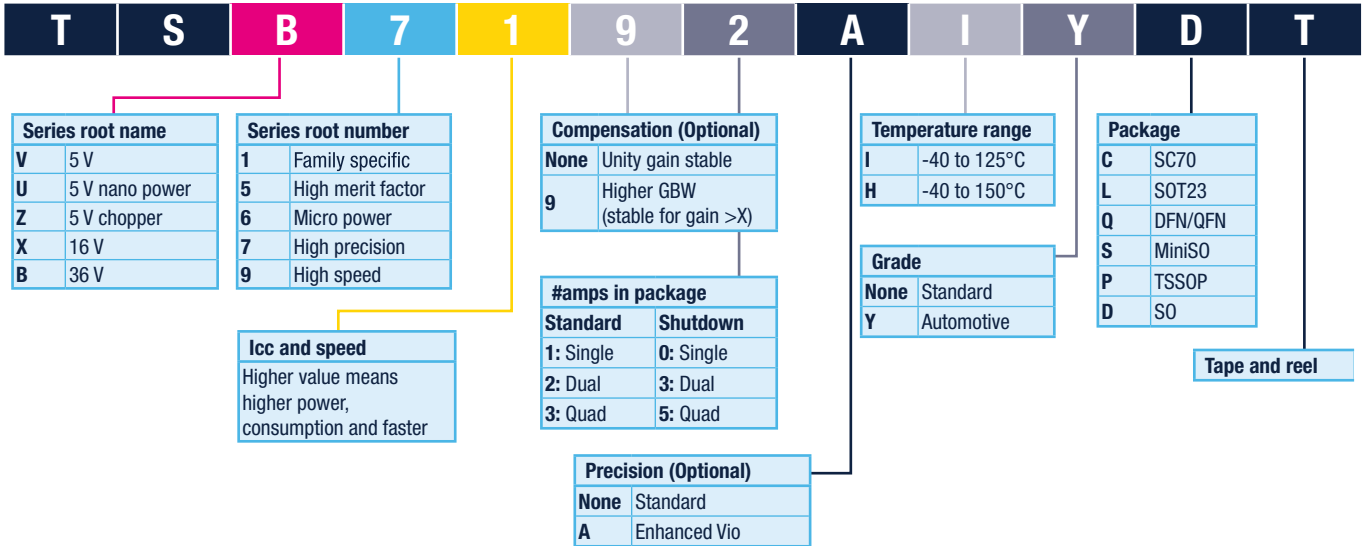 T S B 7 1 9 2 A I Y D T
Series root name
V 5 V
U 5 V nano power
Z 5 V chopper
X 16 V
B 36 V
Series root number
1 Family specific
5 High merit factor
6 Micro power
7 High precision
9 High speed
Icc and speed
Higher value means
higher power,
consumption and faster
Compensation (Optional)
None Unity gain stable
9 Higher GBW
(stable for gain >X)
#amps in package
Standard Shutdown
1: Single 0: Single
2: Dual 3: Dual
3: Quad 5: Quad
Precision (Optional)
None Standard
A Enhanced Vio
Temperature range
I -40 to 125°C
H -40 to 150°C
Grade
None Standard
Y Automotive
Package
C SC70
L SOT23
Q DFN/QFN
S MiniSO
P TSSOP
D SO
Tape and reel